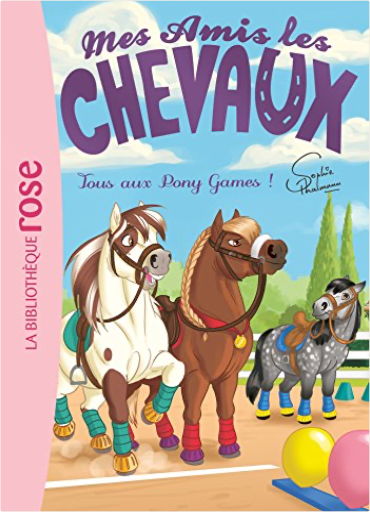 Mes Amis les
CHEVAUX
Tous aux Pony Games !
Sophie
Thalmann
LA BIBLIOTHÈQUE rose